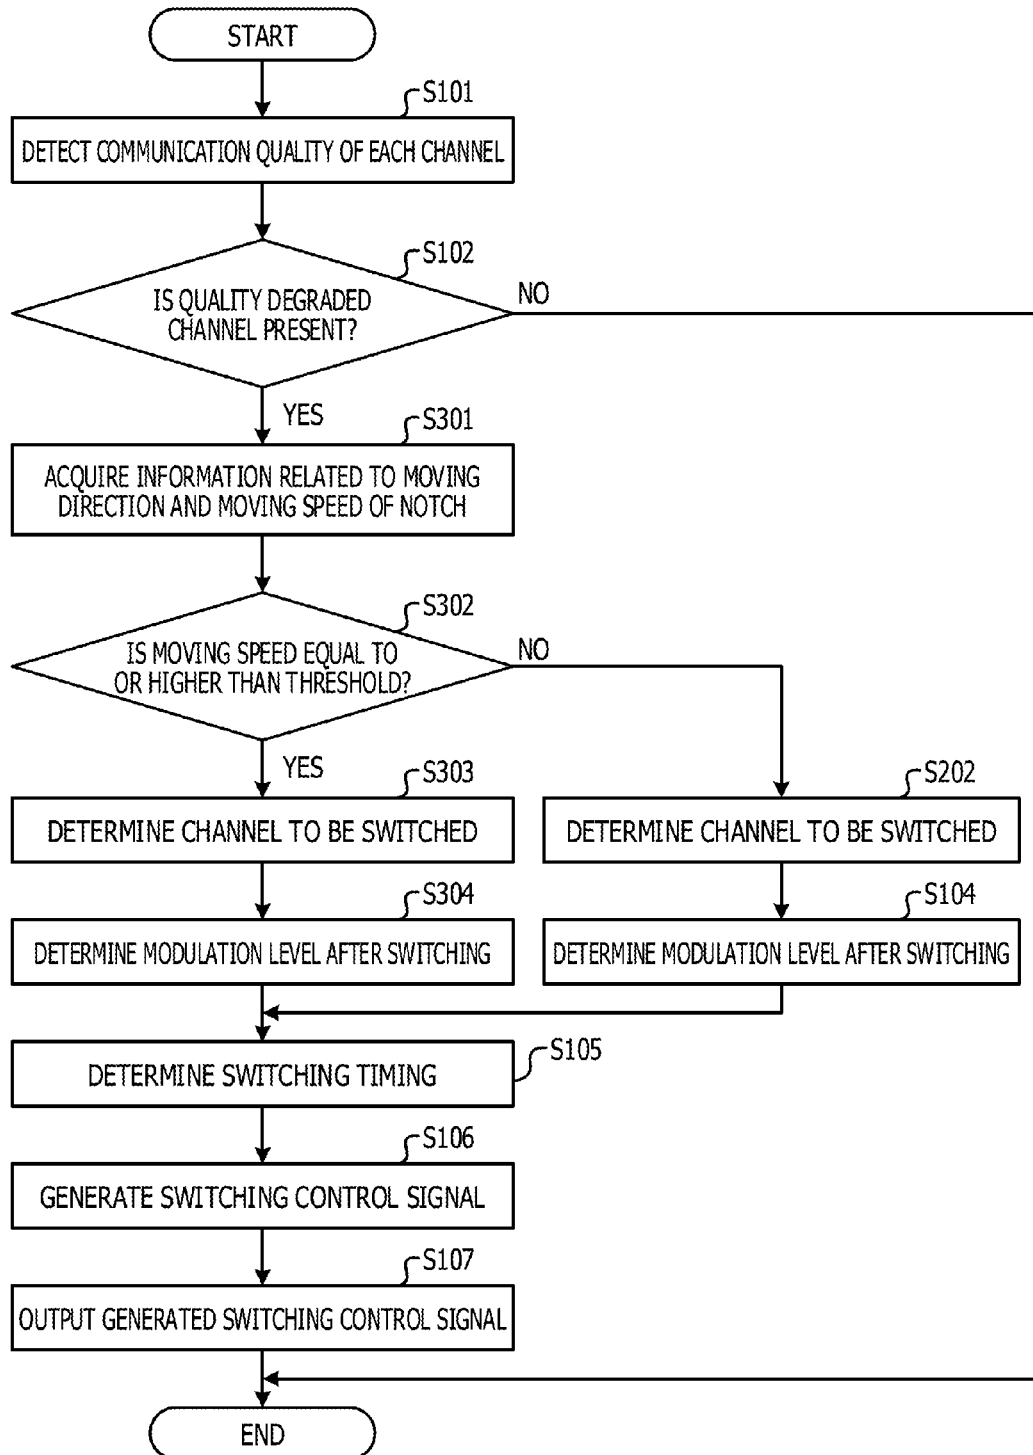 START
S101
DETECT COMMUNICATION QUALITY OF EACH CHANNEL
S102
IS QUALITY DEGRADED
CHANNEL PRESENT?
NO
YES
S301
ACQUIRE INFORMATION RELATED TO MOVING
DIRECTION AND MOVING SPEED OF NOTCH
S302
IS MOVING SPEED EQUAL TO
OR HIGHER THAN THRESHOLD?
NO
YES
S303
DETERMINE CHANNEL TO BE SWITCHED
S202
DETERMINE CHANNEL TO BE SWITCHED
S304
DETERMINE MODULATION LEVEL AFTER SWITCHING
S104
DETERMINE MODULATION LEVEL AFTER SWITCHING
S105
DETERMINE SWITCHING TIMING
S106
GENERATE SWITCHING CONTROL SIGNAL
S107
OUTPUT GENERATED SWITCHING CONTROL SIGNAL
END